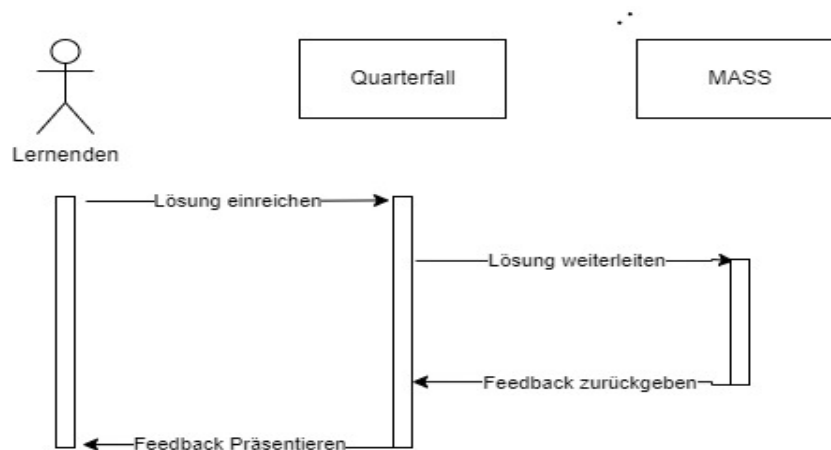 Quarterfall
MASS
Lernenden
Lösung einreichen
Lösung weiterleiten
Feedback zurückgeben
Feedback Präsentieren